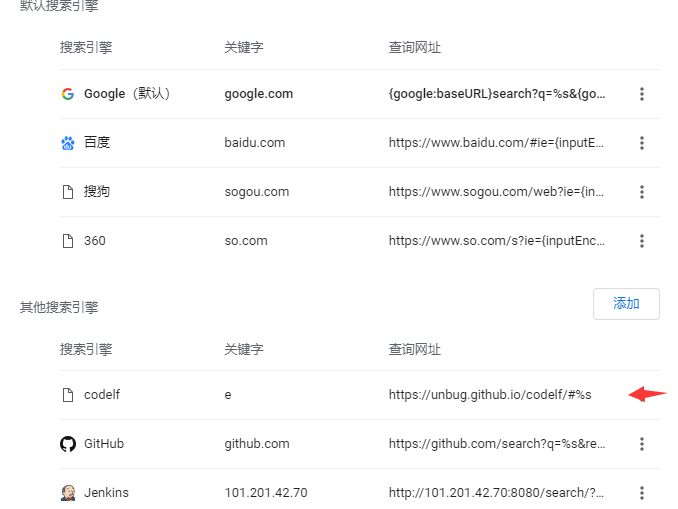 默认搜索引擎
搜索引擎 关键字 查询网址
Google（默认） google.com {google:baseURL}search?q=%s&{go...
百度 baidu.com https://www.baidu.com/#ie={inputE...
搜狗 sogou.com https://www.sogou.com/web?ie={in...
360 so.com https://www.so.com/s?ie={inputEnc...
其他搜索引擎 添加
搜索引擎 关键字 查询网址
codelf e https://unbug.github.io/codelf/#%s
GitHub github.com https://github.com/search?q=%s&re...
Jenkins 101.201.42.70 http://101.201.42.70:8080/search/?...